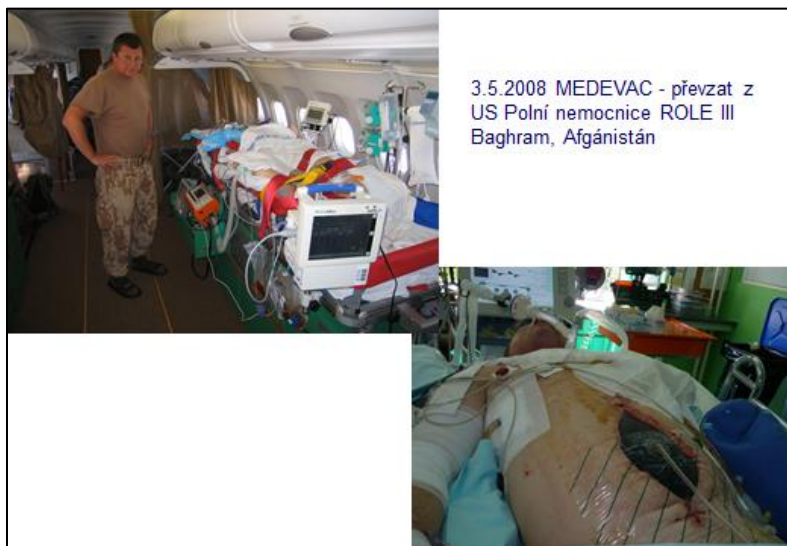 3.5.2008 MEDEVAC - převzat z
US Polní nemocnice ROLE III
Baghram, Afgánistán